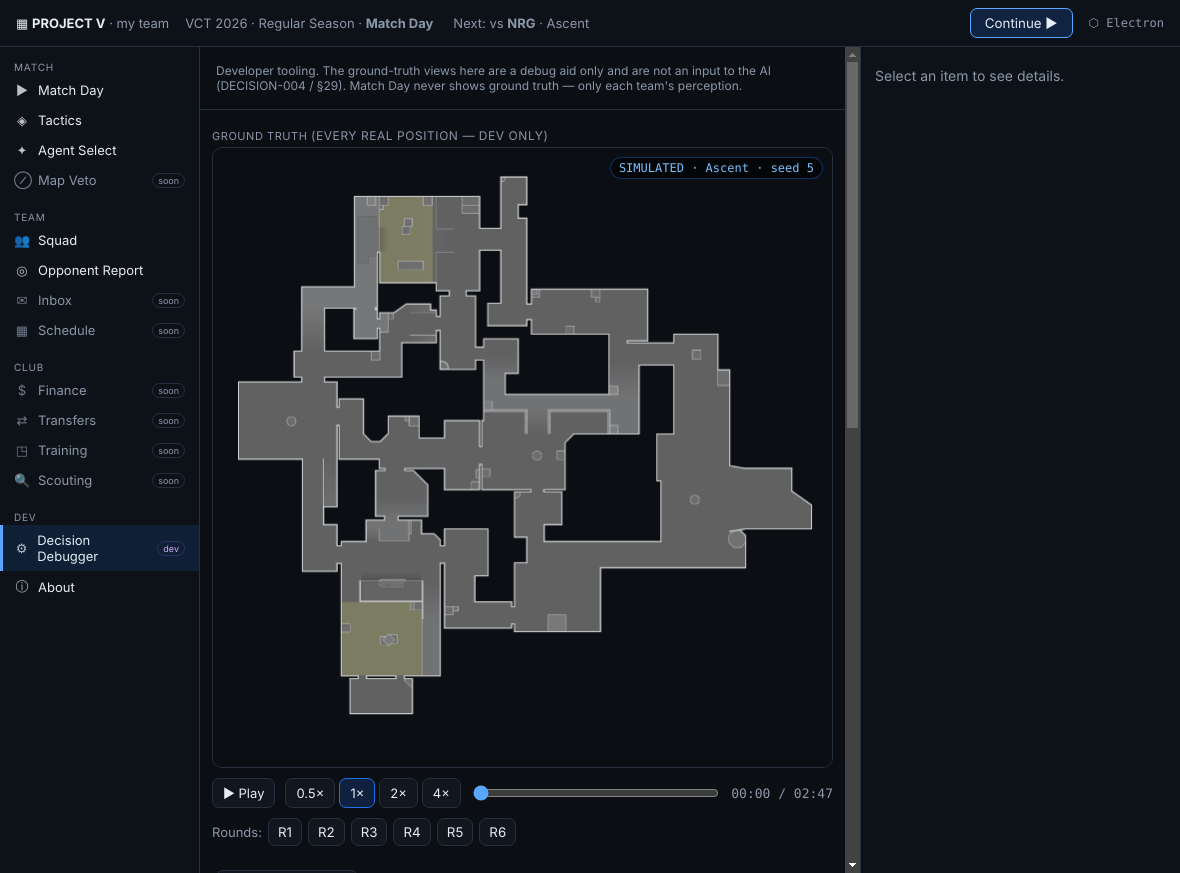 PROJECT V · my team VCT 2026 · Regular Season · Match Day Next: vs NRG · Ascent Continue ▶ Electron
MATCH
Match Day
Tactics
Agent Select
Map Veto soon
TEAM
Squad
Opponent Report
Inbox soon
Schedule soon
CLUB
$ Finance soon
Transfers soon
Training soon
Scouting soon
DEV
Decision Debugger dev
About
Developer tooling. The ground-truth views here are a debug aid only and are not an input to the AI
(DECISION-004 / §29). Match Day never shows ground truth — only each team's perception.
GROUND TRUTH (EVERY REAL POSITION — DEV ONLY)
SIMULATED · Ascent · seed 5
▶ Play 0.5× 1× 2× 4× 00:00 / 02:47
Rounds: R1 R2 R3 R4 R5 R6
Select an item to see details.